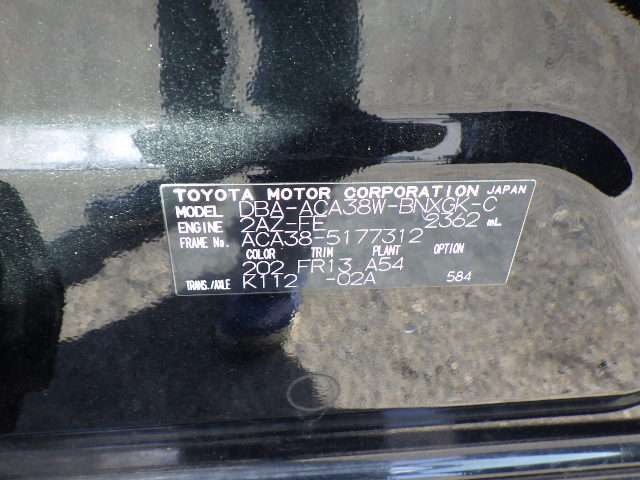 TOYOTA MOTOR CORPORATION JAPAN
MODEL DBA-ACA38W-BNXGK-C
ENGINE 2AZ-FE 2362 mL
FRAME No. ACA38-5177312
COLOR TRIM PLANT OPTION
202 FR13 A54
TRANS./AXLE K112 -02A 584